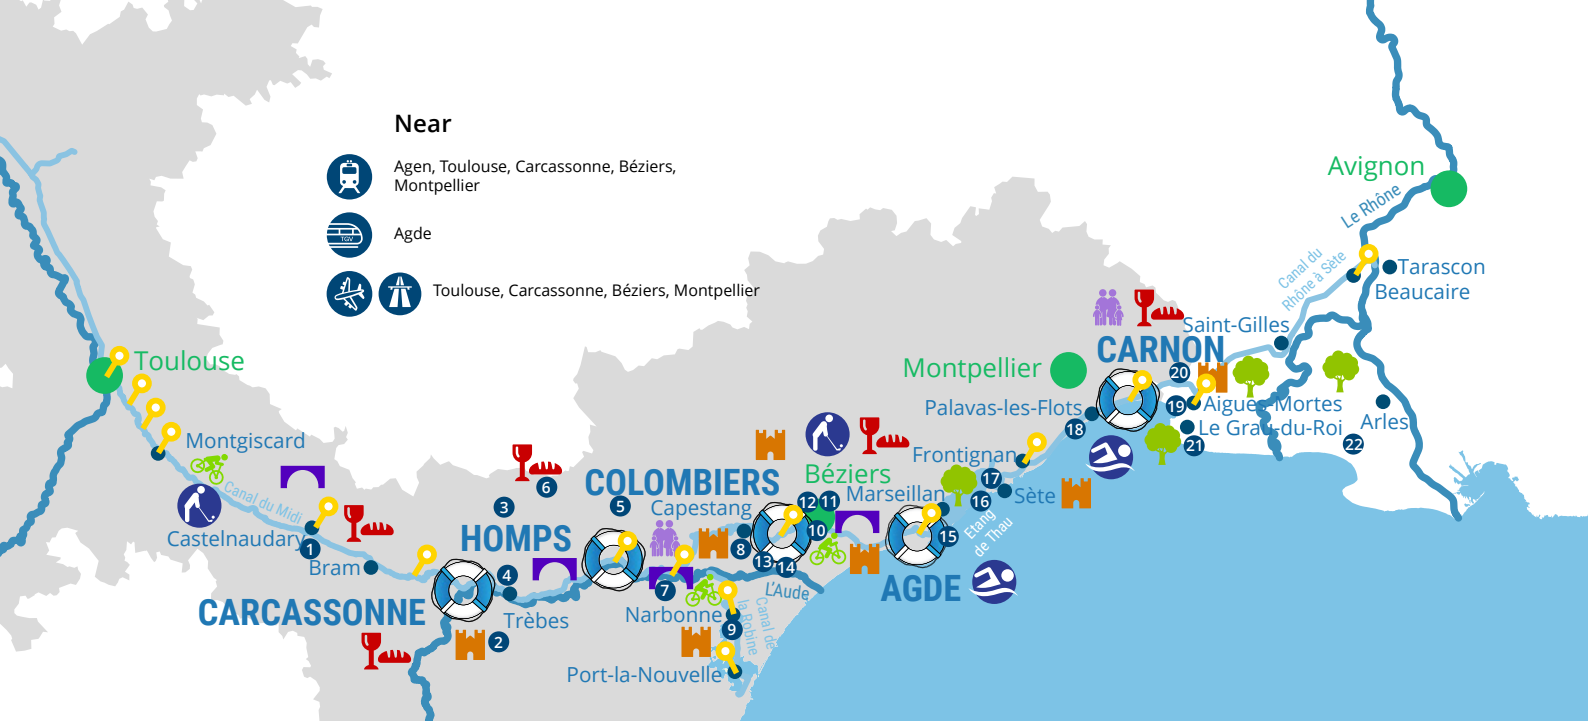 Near
Agen, Toulouse, Carcassonne, Béziers,
Montpellier
TGV
Agde
Toulouse, Carcassonne, Béziers, Montpellier
Avignon
Le Rhône
Canal du
Rhône à Sète
Tarascon
Beaucaire
Saint-Gilles
CARNON
Toulouse
Montpellier
20
Palavas-les-Flots
19
Aigues-Mortes
Arles
18
Le Grau-du-Roi
21
22
Montgiscard
Frontignan
Béziers
COLOMBIERS
6
17
Marseillan
16
Sète
Canal du Midi
3
5
12
11
Capestang
10
Etang
de Thau
15
Castelnaudary
1
HOMPS
8
13
14
Bram
4
7
L'Aude
AGDE
CARCASSONNE
Trèbes
Narbonne
9
Canal de
la Robine
2
Port-la-Nouvelle